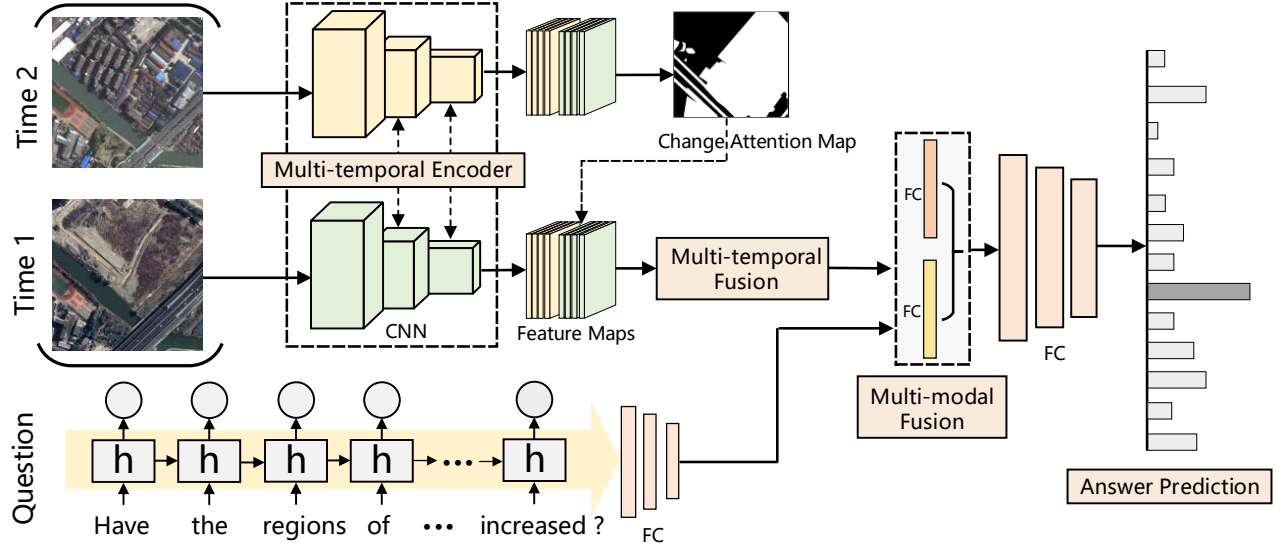 Time 2
Time 1
Question
Multi-temporal Encoder
CNN
Change Attention Map
Feature Maps
Multi-temporal
Fusion
FC
FC
Multi-modal
Fusion
FC
Answer Prediction
h h h h ••• h
Have the regions of ••• increased ?
FC